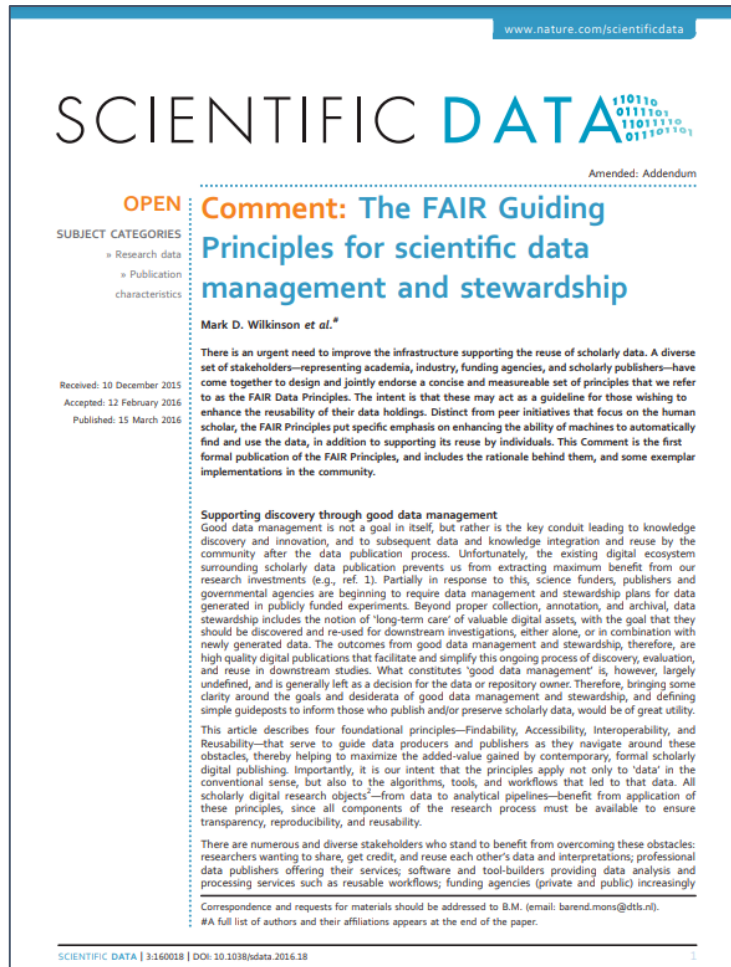 www.nature.com/scientificdata
SCIENTIFIC DATA
110110
0111101
11011110
011101101
Amended: Addendum
OPEN
SUBJECT CATEGORIES
» Research data
» Publication
characteristics
Received: 10 December 2015
Accepted: 12 February 2016
Published: 15 March 2016
Comment: The FAIR Guiding
Principles for scientific data
management and stewardship
Mark D. Wilkinson et al.#
There is an urgent need to improve the infrastructure supporting the reuse of scholarly data. A diverse
set of stakeholders—representing academia, industry, funding agencies, and scholarly publishers—have
come together to design and jointly endorse a concise and measureable set of principles that we refer
to as the FAIR Data Principles. The intent is that these may act as a guideline for those wishing to
enhance the reusability of their data holdings. Distinct from peer initiatives that focus on the human
scholar, the FAIR Principles put specific emphasis on enhancing the ability of machines to automatically
find and use the data, in addition to supporting its reuse by individuals. This Comment is the first
formal publication of the FAIR Principles, and includes the rationale behind them, and some exemplar
implementations in the community.
Supporting discovery through good data management
Good data management is not a goal in itself, but rather is the key conduit leading to knowledge
discovery and innovation, and to subsequent data and knowledge integration and reuse by the
community after the data publication process. Unfortunately, the existing digital ecosystem
surrounding scholarly data publication prevents us from extracting maximum benefit from our
research investments (e.g., ref. 1). Partially in response to this, science funders, publishers and
governmental agencies are beginning to require data management and stewardship plans for data
generated in publicly funded experiments. Beyond proper collection, annotation, and archival, data
stewardship includes the notion of 'long-term care' of valuable digital assets, with the goal that they
should be discovered and re-used for downstream investigations, either alone, or in combination with
newly generated data. The outcomes from good data management and stewardship, therefore, are
high quality digital publications that facilitate and simplify this ongoing process of discovery, evaluation,
and reuse in downstream studies. What constitutes 'good data management' is, however, largely
undefined, and is generally left as a decision for the data or repository owner. Therefore, bringing some
clarity around the goals and desiderata of good data management and stewardship, and defining
simple guideposts to inform those who publish and/or preserve scholarly data, would be of great utility.
This article describes four foundational principles—Findability, Accessibility, Interoperability, and
Reusability—that serve to guide data producers and publishers as they navigate around these
obstacles, thereby helping to maximize the added-value gained by contemporary, formal scholarly
digital publishing. Importantly, it is our intent that the principles apply not only to 'data' in the
conventional sense, but also to the algorithms, tools, and workflows that led to that data. All
scholarly digital research objects2—from data to analytical pipelines—benefit from application of
these principles, since all components of the research process must be available to ensure
transparency, reproducibility, and reusability.
There are numerous and diverse stakeholders who stand to benefit from overcoming these obstacles:
researchers wanting to share, get credit, and reuse each other's data and interpretations; professional
data publishers offering their services; software and tool-builders providing data analysis and
processing services such as reusable workflows; funding agencies (private and public) increasingly
Correspondence and requests for materials should be addressed to B.M. (email: barend.mons@dtls.nl).
#A full list of authors and their affiliations appears at the end of the paper.
SCIENTIFIC DATA | 3:160018 | DOI: 10.1038/sdata.2016.18
1